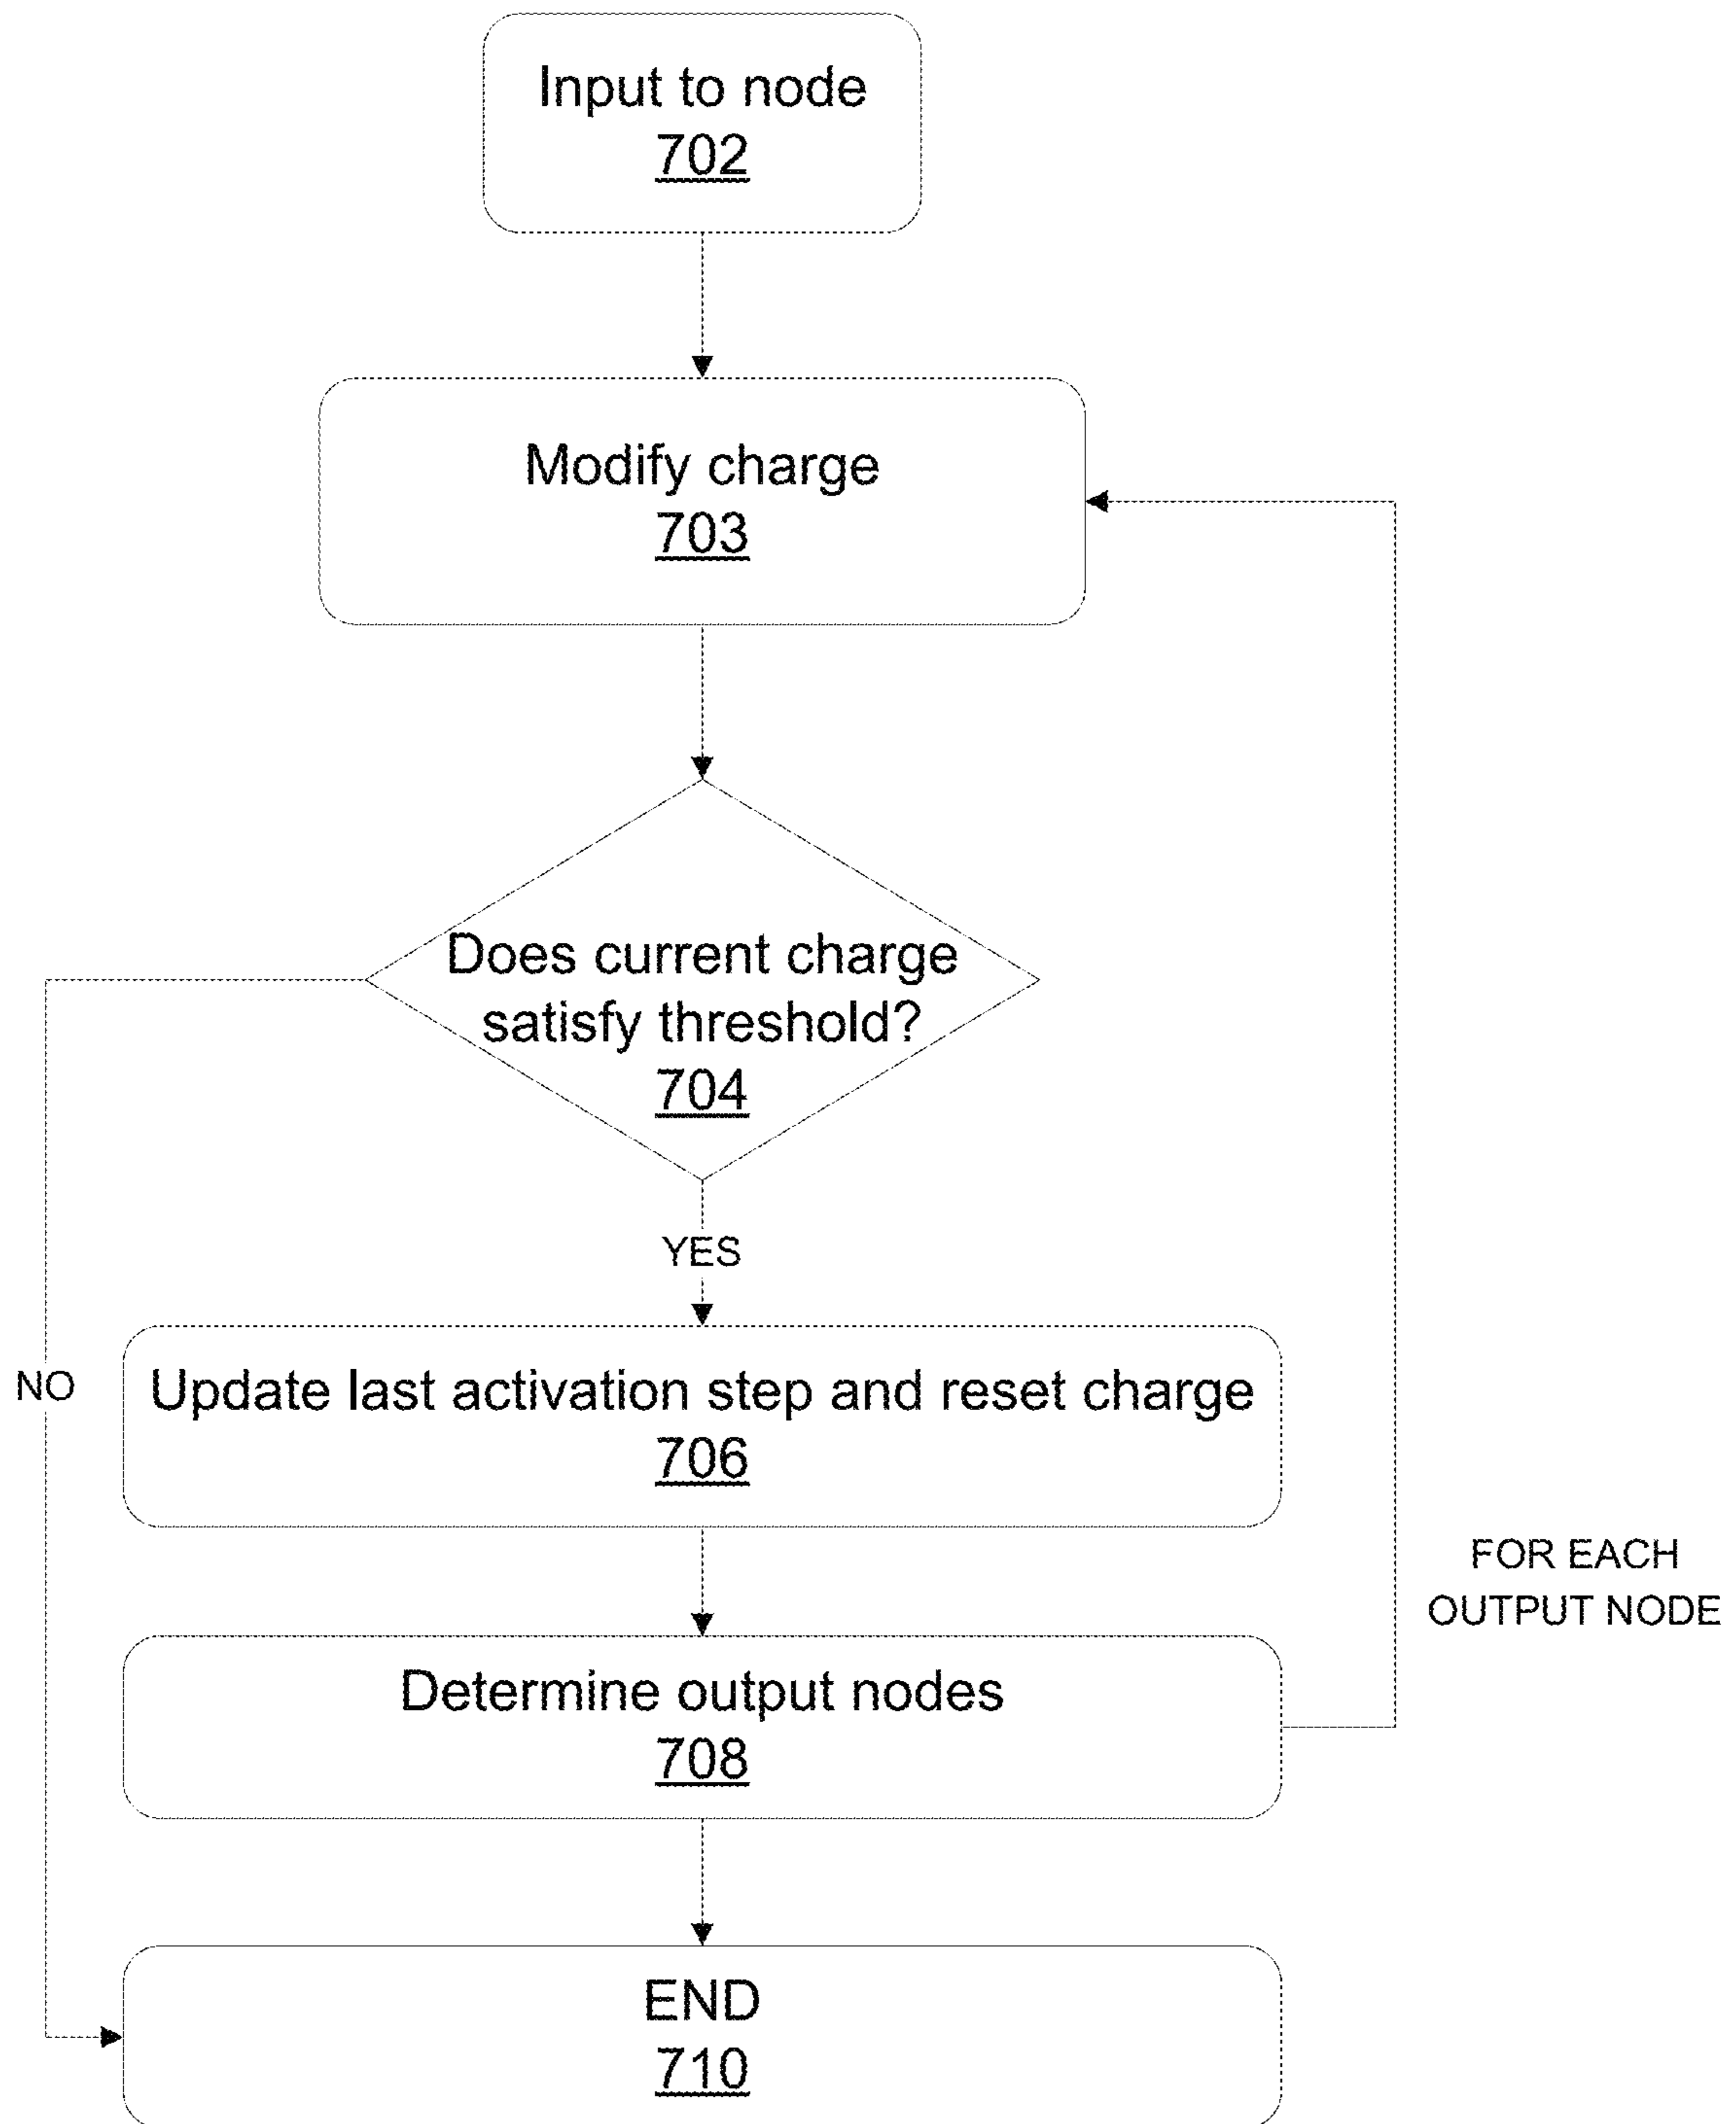 Input to node
702
Modify charge
703
Does current charge
satisfy threshold?
704
YES
NO
Update last activation step and reset charge
706
FOR EACH
OUTPUT NODE
Determine output nodes
708
END
710